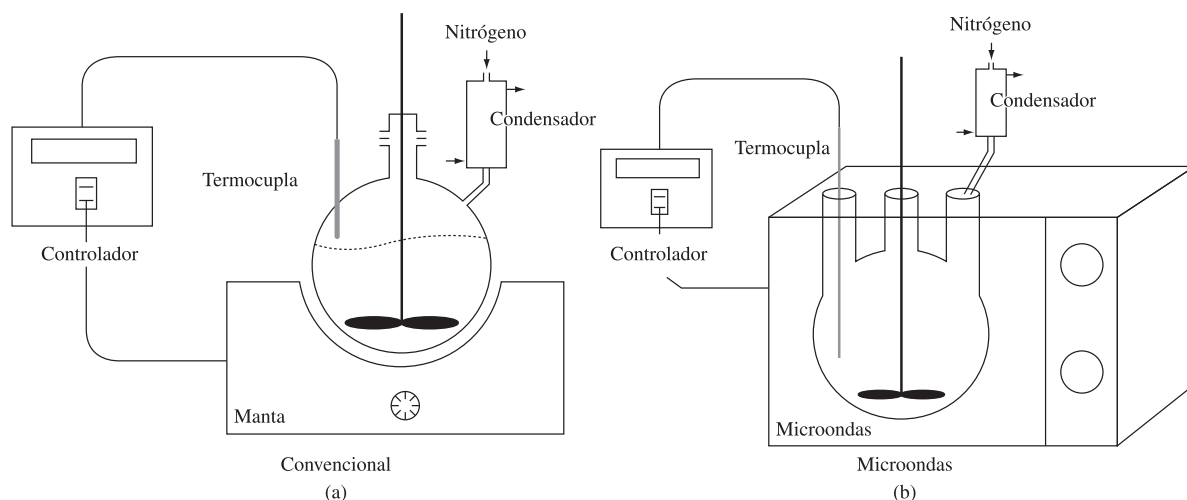 Nitrógeno
Condensador
Termocupla
Controlador
Manta
Convencional
(a)
Nitrógeno
Condensador
Termocupla
Controlador
Microondas
Microondas
(b)